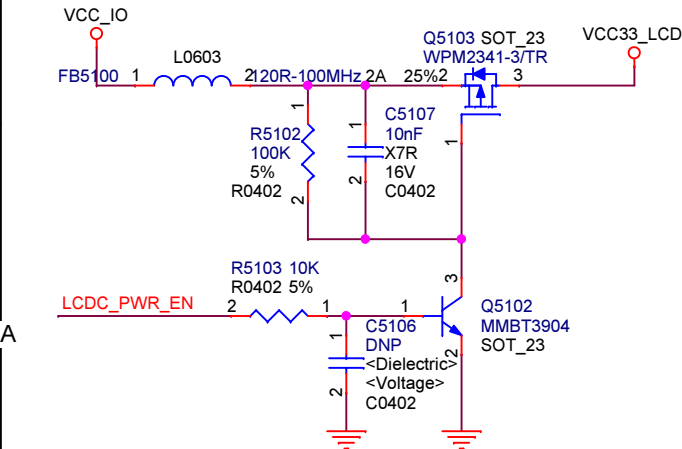 VCC_IO
Q5103 SOT_23
WPM2341-3/TR
VCC33_LCD
L0603
FB5100 1 2 120R-100MHz 2A 25% 2 3
1
1
R5102
100K
5%
R0402
2
C5107
10nF
X7R
16V
C0402
2
1
R5103 10K
R0402 5%
LCDC_PWR_EN
2 1 1
3
Q5102
MMBT3904
SOT_23
2
A
1
C5106
DNP
<Dielectric>
<Voltage>
C0402
2